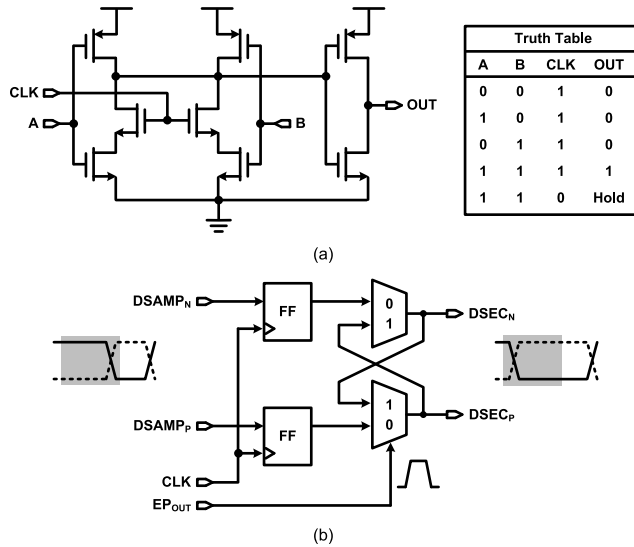 CLK
A
B
OUT
Truth Table
A B CLK OUT
0 0 1 0
1 0 1 0
0 1 1 0
1 1 1 1
1 1 0 Hold
(a)
DSAMPN
FF
0
1
DSECN
DSAMPP
FF
1
0
DSECP
CLK
EPOUT
(b)